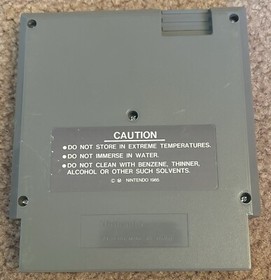 CAUTION
•DO NOT STORE IN EXTREME TEMPERATURES.
•DO NOT IMMERSE IN WATER.
•DO NOT CLEAN WITH BENZENE, THINNER,
ALCOHOL OR OTHER SUCH SOLVENTS.
NINTENDO 1985